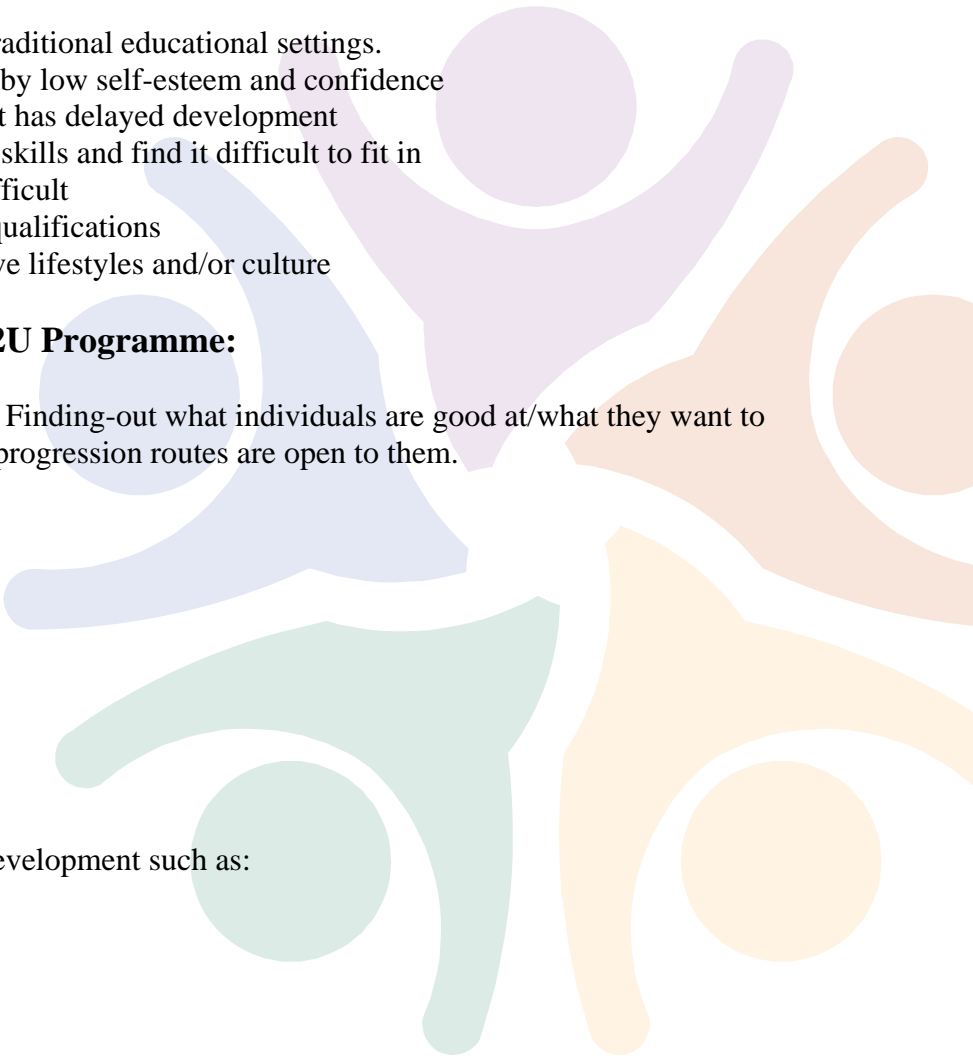 raditional educational settings.
by low self-esteem and confidence
t has delayed development
skills and find it difficult to fit in
fficult
qualifications
ve lifestyles and/or culture
2U Programme:
Finding-out what individuals are good at/what they want to
progression routes are open to them.
evelopment such as: